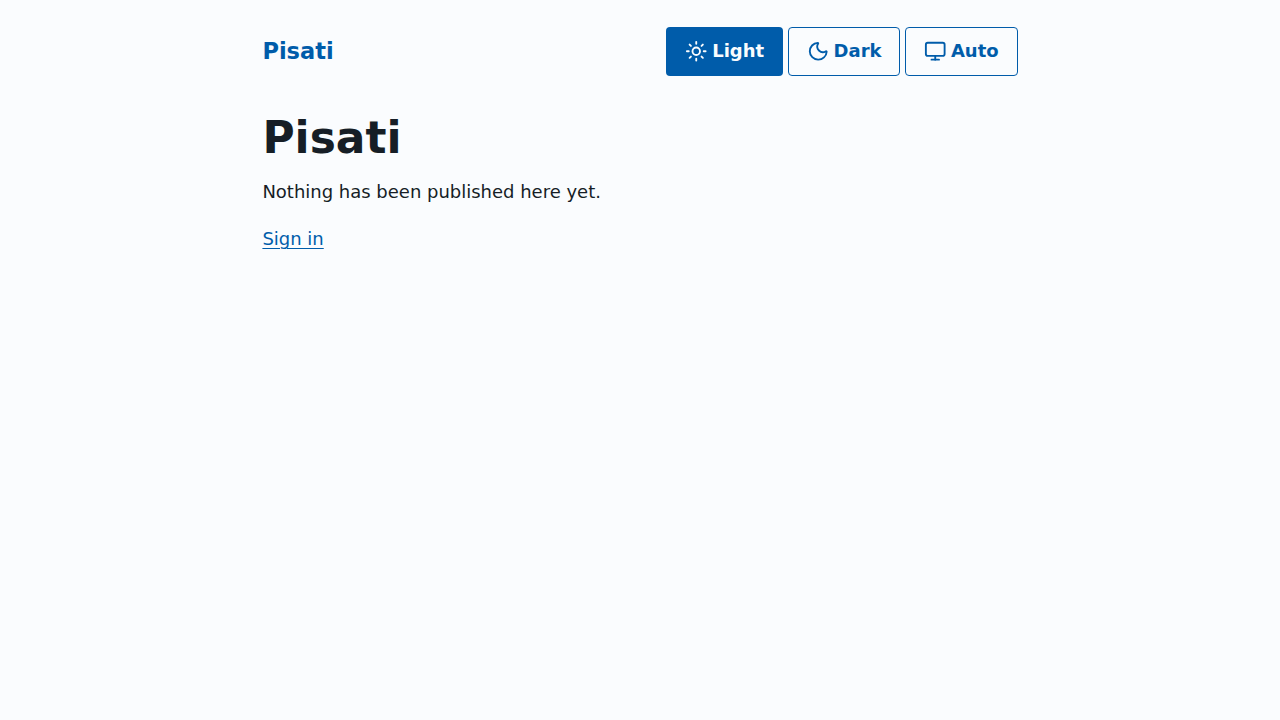 Pisati
Light
Dark
Auto
Pisati
Nothing has been published here yet.
Sign in